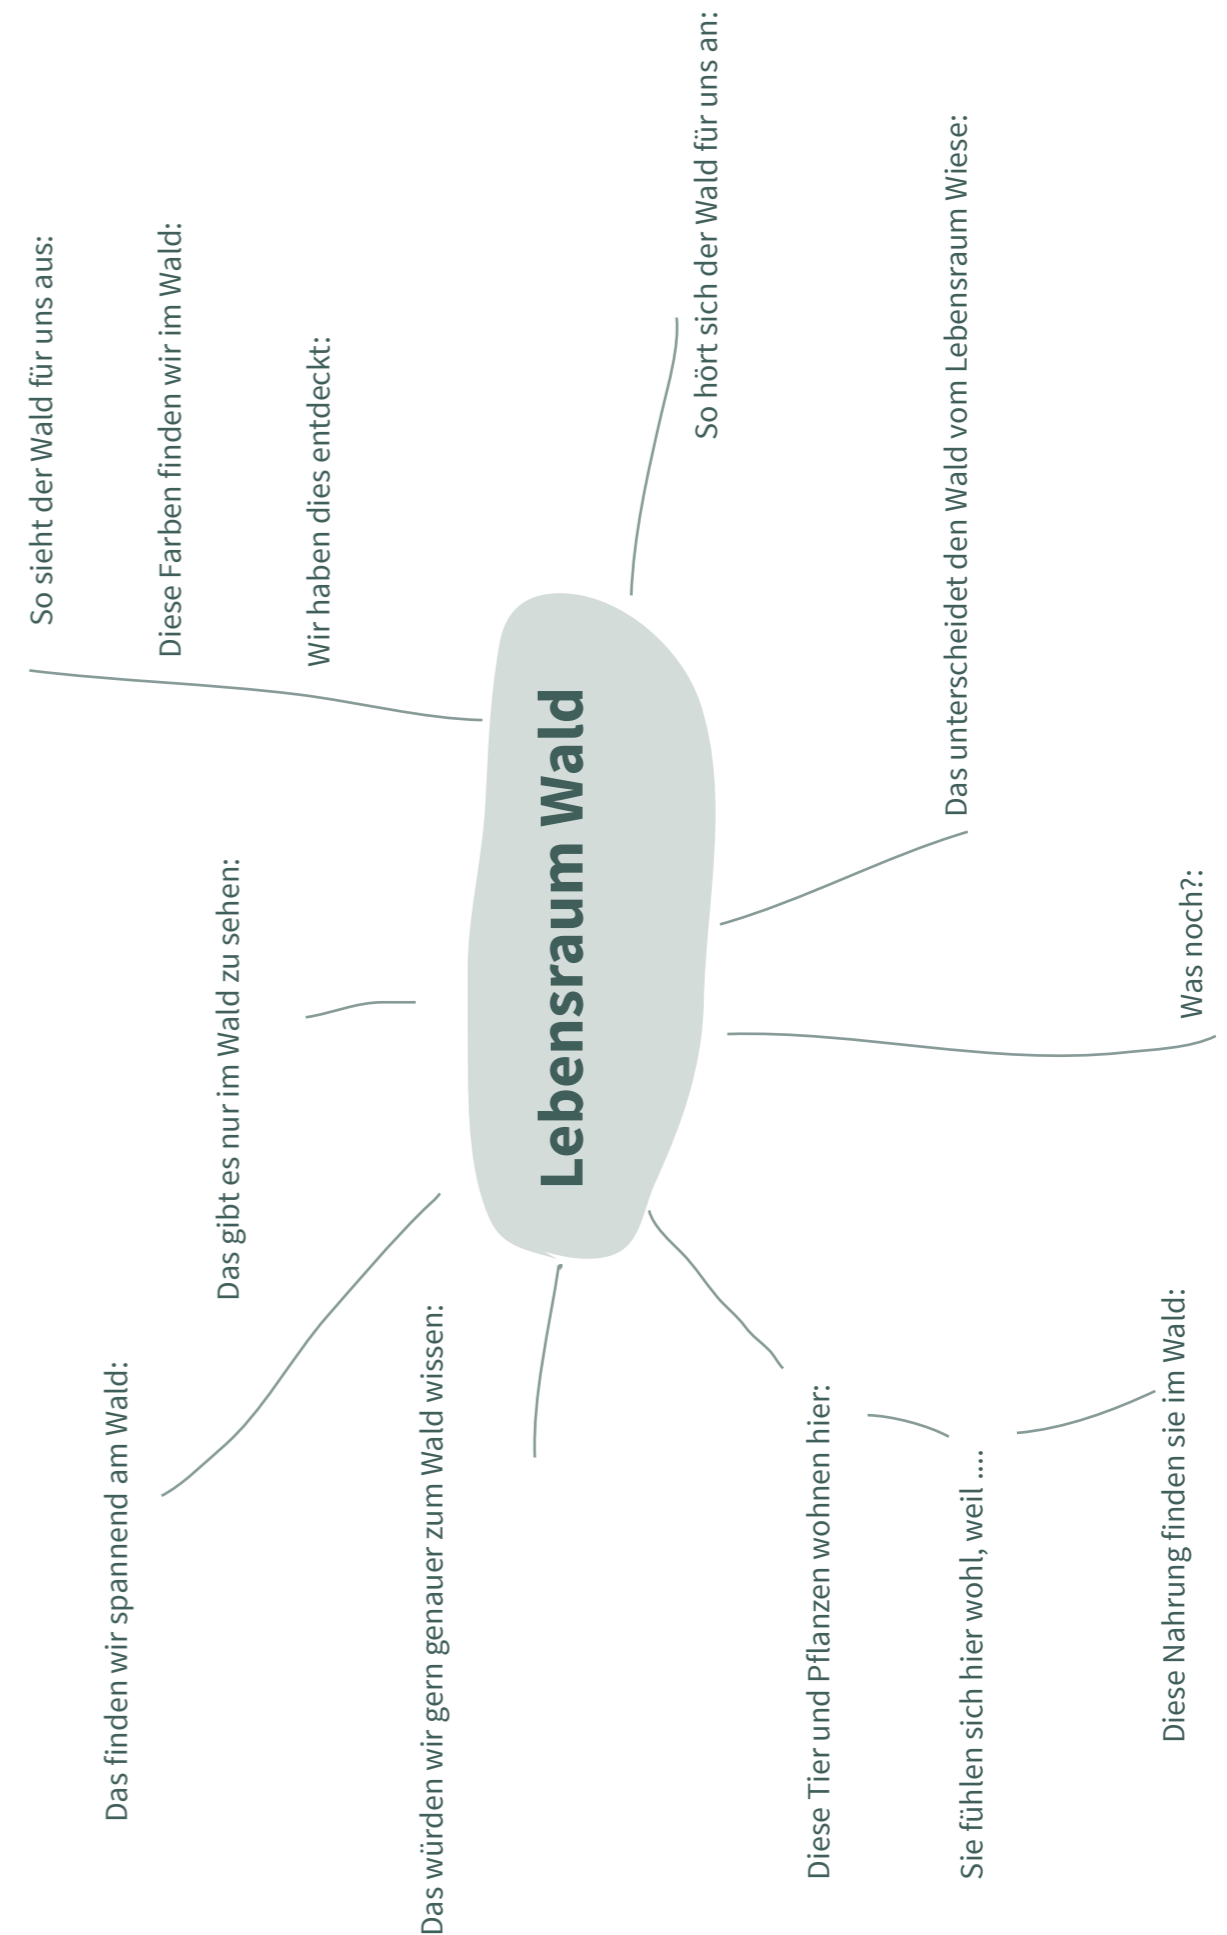 Das finden wir spannend am Wald:
Das gibt es nur im Wald zu sehen:
So sieht der Wald für uns aus:
Diese Farben finden wir im Wald:
Wir haben dies entdeckt:
Das würden wir gern genauer zum Wald wissen:
Lebensraum Wald
So hört sich der Wald für uns an:
Diese Tier und Pflanzen wohnen hier:
Sie fühlen sich hier wohl, weil ....
Diese Nahrung finden sie im Wald:
Das unterscheidet den Wald vom Lebensraum Wiese:
Was noch?: